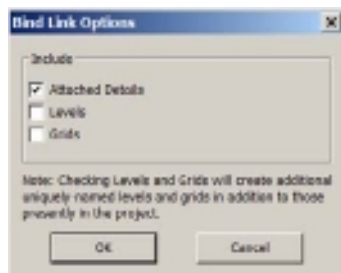 Bind Link Options
Include
Attached Details
Levels
Grids
Note: Checking Levels and Grids will create additional
uniquely-named levels and grids in addition to those
presently in the project.
OK
Cancel